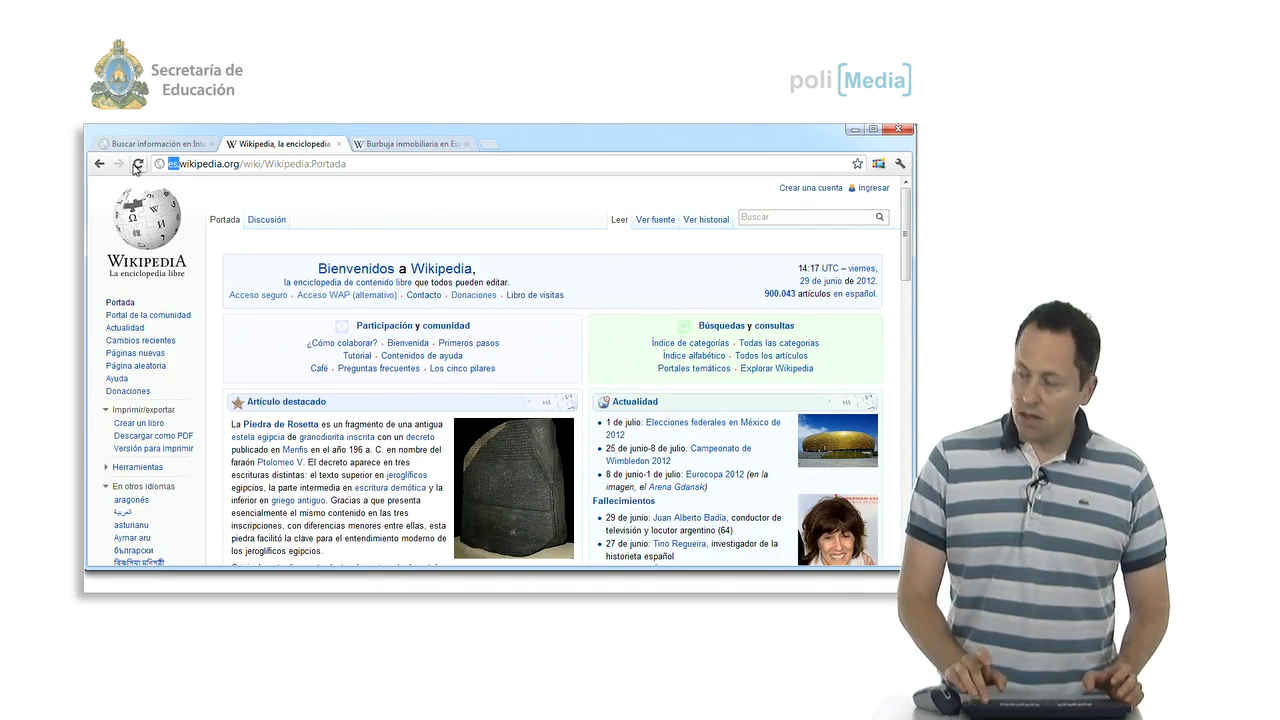 Secretaría de
Educación
poli [Media]
Buscar información en Inte
Wikipedia, la enciclopedia
Burbuja inmobiliaria en Es
es.wikipedia.org/wiki/Wikipedia:Portada
Crear una cuenta Ingresar
Portada Discusión Leer Ver fuente Ver historial Buscar
WIKIPEDIA
La enciclopedia libre
Bienvenidos a Wikipedia,
la enciclopedia de contenido libre que todos pueden editar.
Acceso seguro · Acceso WAP (alternativo) · Contacto · Donaciones · Libro de visitas
14:17 UTC – viernes,
29 de junio de 2012.
900.043 artículos en español.
Portada
Portal de la comunidad
Actualidad
Cambios recientes
Páginas nuevas
Página aleatoria
Ayuda
Donaciones
Imprimir/exportar
Crear un libro
Descargar como PDF
Versión para imprimir
Herramientas
En otros idiomas
aragonés
العربية
asturianu
Aymar aru
български
Participación y comunidad
¿Cómo colaborar? · Bienvenida · Primeros pasos
Tutorial · Contenidos de ayuda
Café · Preguntas frecuentes · Los cinco pilares
Búsquedas y consultas
Índice de categorías · Todas las categorías
Índice alfabético · Todos los artículos
Portales temáticos · Explorar Wikipedia
Artículo destacado
La Piedra de Rosetta es un fragmento de una antigua
estela egipcia de granodiorita inscrita con un decreto
publicado en Menfis en el año 196 a. C. en nombre del
faraón Ptolomeo V. El decreto aparece en tres
escrituras distintas: el texto superior en jeroglíficos
egipcios, la parte intermedia en escritura demótica y la
inferior en griego antiguo. Gracias a que presenta
esencialmente el mismo contenido en las tres
inscripciones, con diferencias menores entre ellas, esta
piedra facilitó la clave para el entendimiento moderno de
los jeroglíficos egipcios.
Actualidad
1 de julio: Elecciones federales en México de
2012
25 de junio-8 de julio: Campeonato de
Wimbledon 2012
8 de junio-1 de julio: Eurocopa 2012 (en la
imagen, el Arena Gdansk)
Fallecimientos
29 de junio: Juan Alberto Badía, conductor de
televisión y locutor argentino (64)
27 de junio: Tino Regueira, investigador de la
historieta español